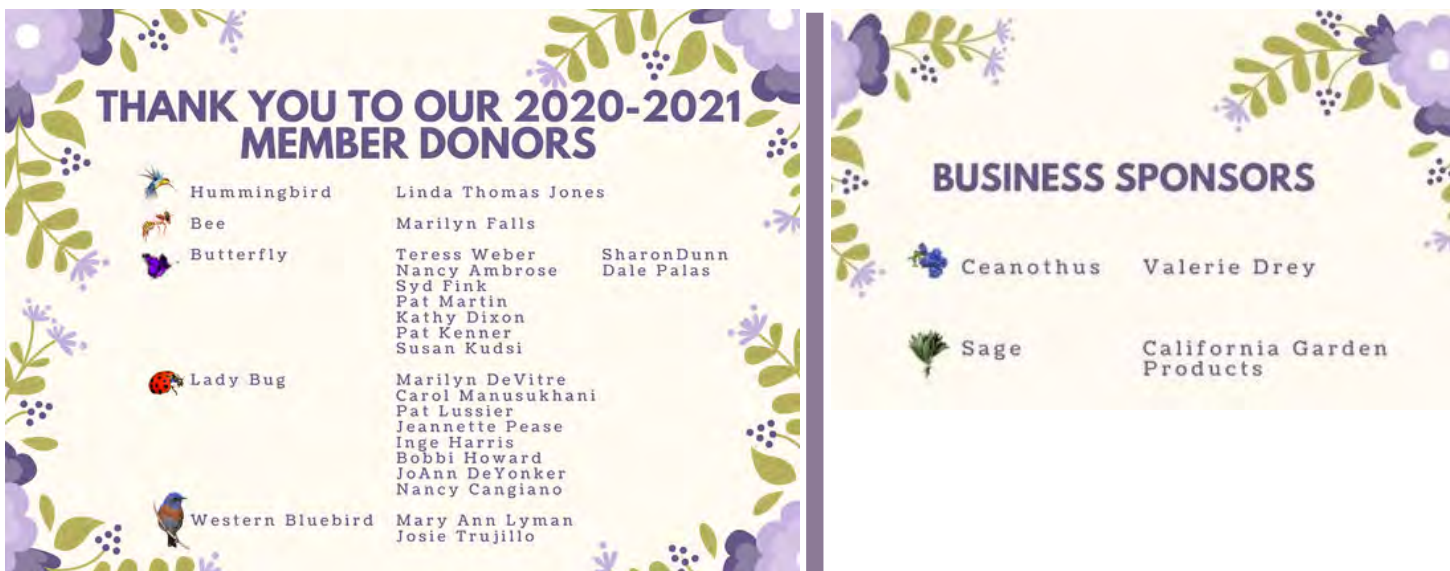 THANK YOU TO OUR 2020-2021
MEMBER DONORS
Hummingbird Linda Thomas Jones
Bee Marilyn Falls
Butterfly Teress Weber SharonDunn
Nancy Ambrose Dale Palas
Syd Fink
Pat Martin
Kathy Dixon
Pat Kenner
Susan Kudsi
Lady Bug Marilyn DeVitre
Carol Manusukhani
Pat Lussier
Jeannette Pease
Inge Harris
Bobbi Howard
JoAnn DeYonker
Nancy Cangiano
Western Bluebird Mary Ann Lyman
Josie Trujillo
BUSINESS SPONSORS
Ceanothus Valerie Drey
Sage California Garden
Products